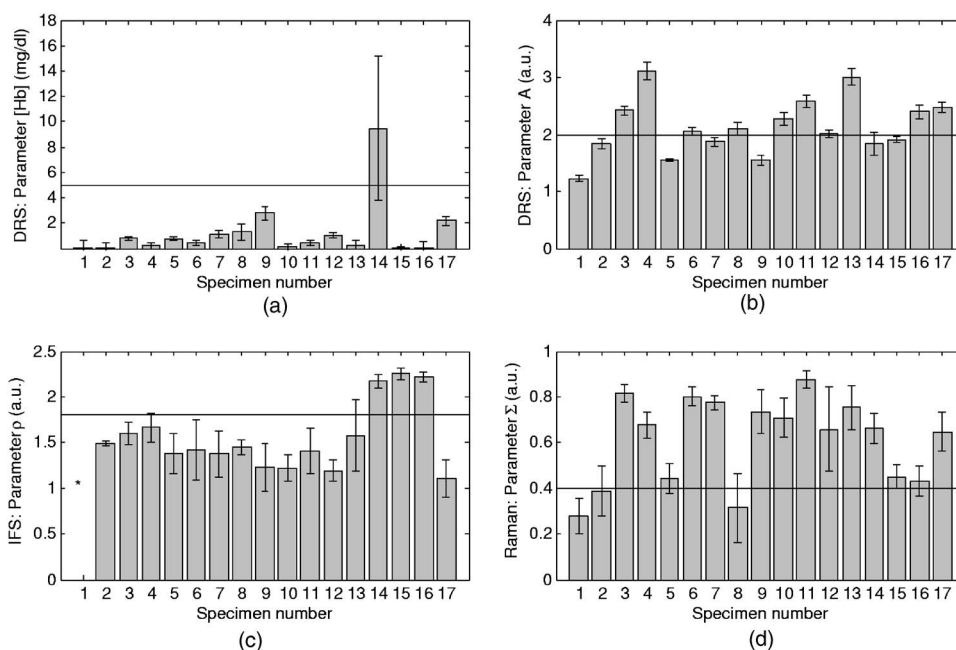 DRS: Parameter [Hb] (mg/dl)
18
16
14
12
10
8
6
4
2
1 2 3 4 5 6 7 8 9 10 11 12 13 14 15 16 17
Specimen number
(a)
DRS: Parameter A (a.u.)
4
3
2
1
0
1 2 3 4 5 6 7 8 9 10 11 12 13 14 15 16 17
Specimen number
(b)
IFS: Parameter ρ (a.u.)
2.5
2
1.5
1
0.5
0
*
1 2 3 4 5 6 7 8 9 10 11 12 13 14 15 16 17
Specimen number
(c)
Raman: Parameter Σ (a.u.)
1
0.8
0.6
0.4
0.2
0
1 2 3 4 5 6 7 8 9 10 11 12 13 14 15 16 17
Specimen number
(d)